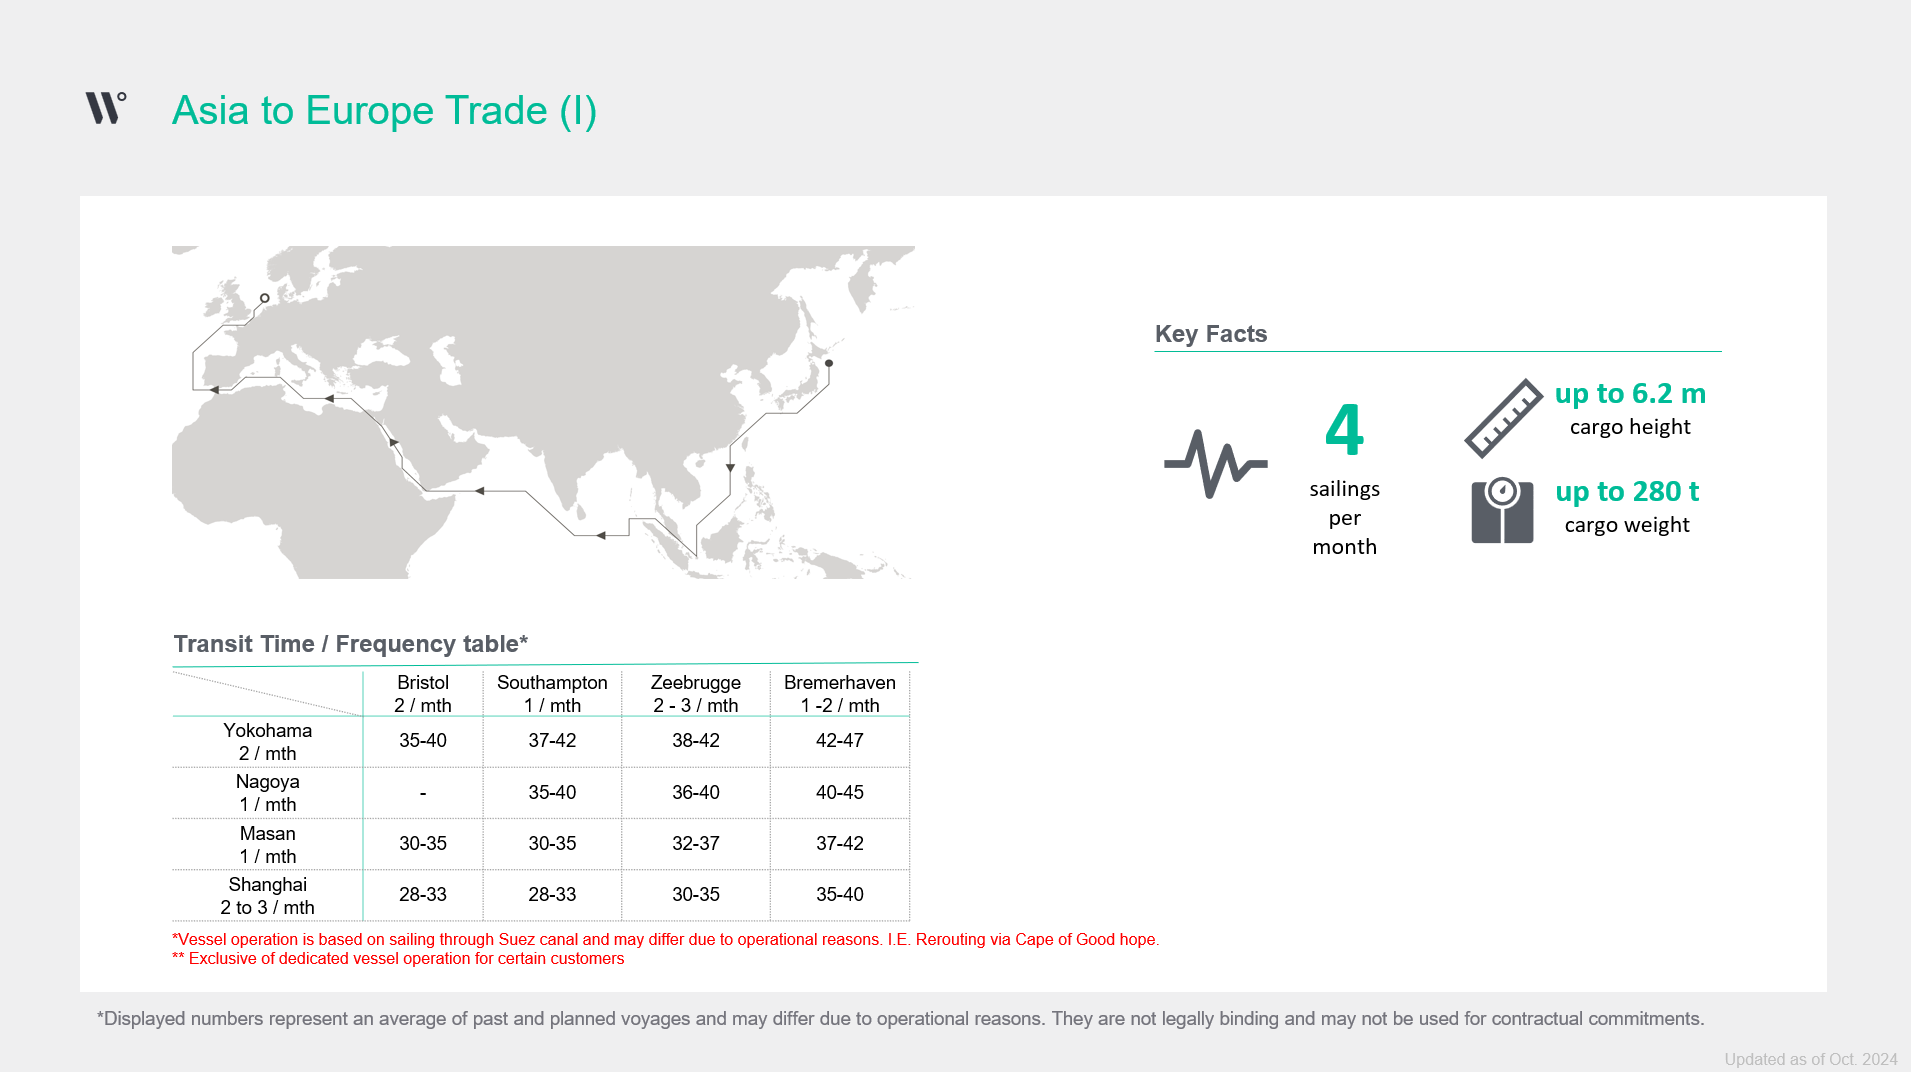 Asia to Europe Trade (I)
Key Facts
4
sailings
per
month
up to 6.2 m
cargo height
up to 280 t
cargo weight
Transit Time / Frequency table*
Bristol Southampton Zeebrugge Bremerhaven
2 / mth 1 / mth 2 - 3 / mth 1 -2 / mth
Yokohama
2 / mth 35-40 37-42 38-42 42-47
Nagoya
1 / mth - 35-40 36-40 40-45
Masan
1 / mth 30-35 30-35 32-37 37-42
Shanghai
2 to 3 / mth 28-33 28-33 30-35 35-40
*Vessel operation is based on sailing through Suez canal and may differ due to operational reasons. I.E. Rerouting via Cape of Good hope.
** Exclusive of dedicated vessel operation for certain customers
*Displayed numbers represent an average of past and planned voyages and may differ due to operational reasons. They are not legally binding and may not be used for contractual commitments.
Updated as of Oct. 2024